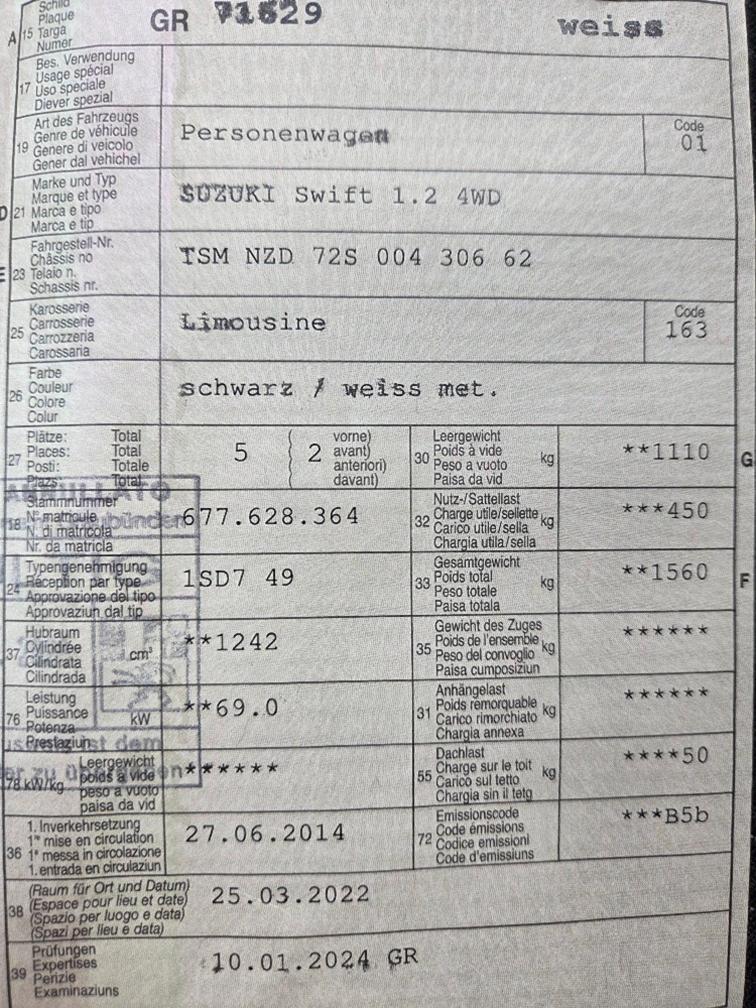 Schild
Plaque
A 15 Targa
Numer
GR 71629 weiss
Bes. Verwendung
Usage spécial
17 Uso speciale
Diever spezial
Art des Fahrzeugs
Genre de véhicule
19 Genere di veicolo
Gener dal vehichel
Personenwagen
Code
01
Marke und Typ
Marque et type
D 21 Marca e tipo
Marca e tip
SUZUKI Swift 1.2 4WD
Fahrgestell-Nr.
Châssis no
E 23 Telaio n.
Schassis nr.
TSM NZD 72S 004 306 62
Karosserie
25 Carrosserie
Carrozzeria
Carossaria
Limousine
Code
163
Farbe
26 Couleur
Colore
Colur
schwarz / weiss met.
Plätze: Total
27 Places: Total
Posti: Totale
Plazs: Total
5 ( 2 vorne)
avant)
anteriori)
davant)
Leergewicht
30 Poids à vide kg
Peso a vuoto
Paisa da vid
**1110 G
ANNULLATO
Stammnummer
18 N° matricule
N. di matricola
Nr. da matricla
677.628.364
Nutz-/Sattellast
32 Charge utile/sellette kg
Carico utile/sella
Chargia utila/sella
***450
Typengenehmigung
24 Réception par type
Approvazione del tipo
Approvaziun dal tip
1SD7 49
Gesamtgewicht
33 Poids total kg
Peso totale
Paisa totala
**1560 F
Hubraum
37 Cylindrée cm³
Cilindrata
Cilindrada
**1242
Gewicht des Zuges
35 Poids de l'ensemble kg
Peso del convoglio
Paisa cumposiziun
******
Leistung
76 Puissance kW
Potenza
Prestaziun
**69.0
Anhängelast
31 Poids remorquable kg
Carico rimorchiato
Chargia annexa
******
Leergewicht
78 kW/kg poids à vide
peso a vuoto
paisa da vid
******
Dachlast
55 Charge sur le toit kg
Carico sul tetto
Chargia sin il tetg
****50
1. Inverkehrsetzung
36 1re mise en circulation
1a messa in circolazione
1. entrada en circulaziun
27.06.2014
Emissionscode
72 Code émissions
Codice emissioni
Code d'emissiuns
***B5b
(Raum für Ort und Datum)
38 (Espace pour lieu et date)
(Spazio per luogo e data)
(Spazi per lieu e data)
25.03.2022
Prüfungen
39 Expertises
Perizie
Examinaziuns
10.01.2024 GR